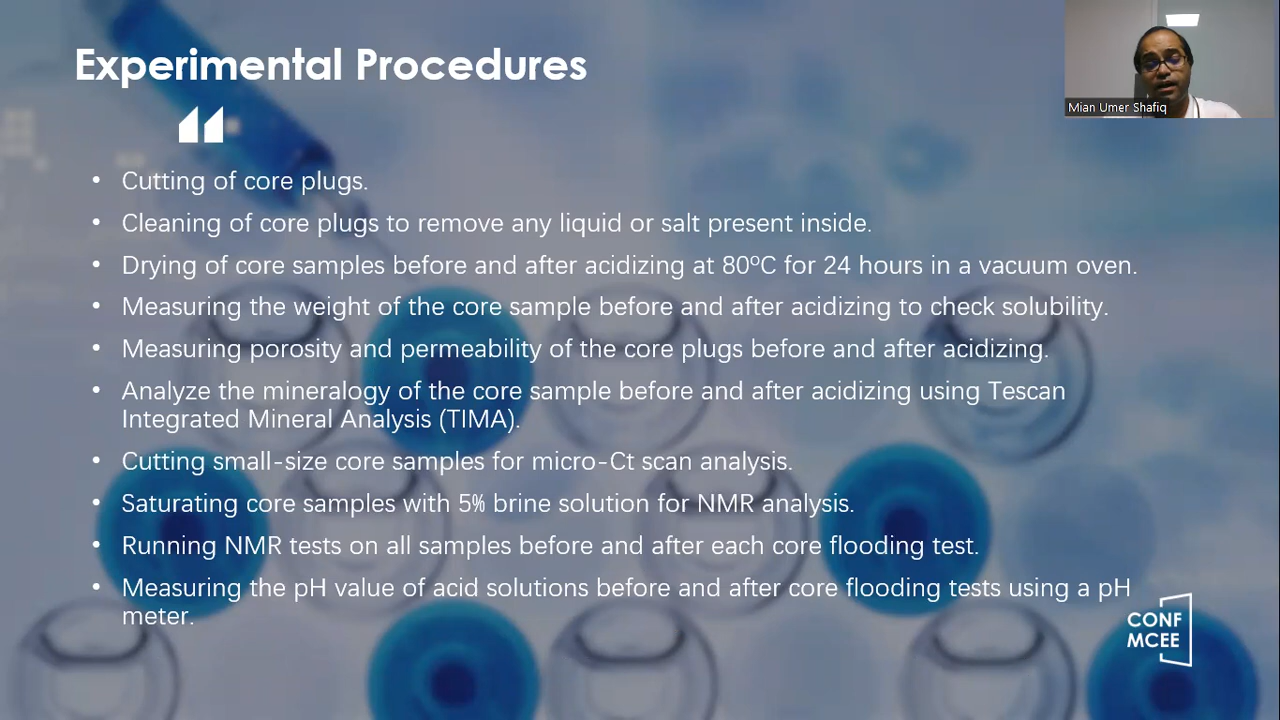 Experimental Procedures
Mian Umer Shafiq
• Cutting of core plugs.
• Cleaning of core plugs to remove any liquid or salt present inside.
• Drying of core samples before and after acidizing at 80ºC for 24 hours in a vacuum oven.
• Measuring the weight of the core sample before and after acidizing to check solubility.
• Measuring porosity and permeability of the core plugs before and after acidizing.
• Analyze the mineralogy of the core sample before and after acidizing using Tescan
Integrated Mineral Analysis (TIMA).
• Cutting small-size core samples for micro-Ct scan analysis.
• Saturating core samples with 5% brine solution for NMR analysis.
• Running NMR tests on all samples before and after each core flooding test.
• Measuring the pH value of acid solutions before and after core flooding tests using a pH
meter.
CONF
MCEE